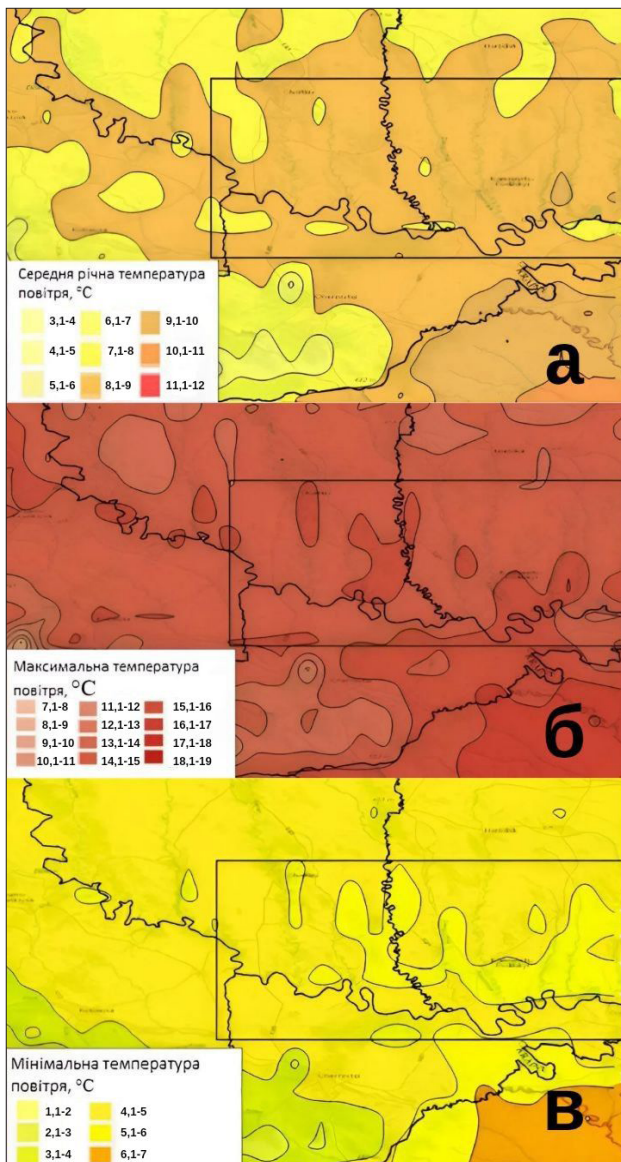 а
Середня річна температура
повітря, °С
3,1-4 6,1-7 9,1-10
4,1-5 7,1-8 10,1-11
5,1-6 8,1-9 11,1-12
б
Максимальна температура
повітря, °С
7,1-8 11,1-12 15,1-16
8,1-9 12,1-13 16,1-17
9,1-10 13,1-14 17,1-18
10,1-11 14,1-15 18,1-19
в
Мінімальна температура
повітря, °С
1,1-2 4,1-5
2,1-3 5,1-6
3,1-4 6,1-7